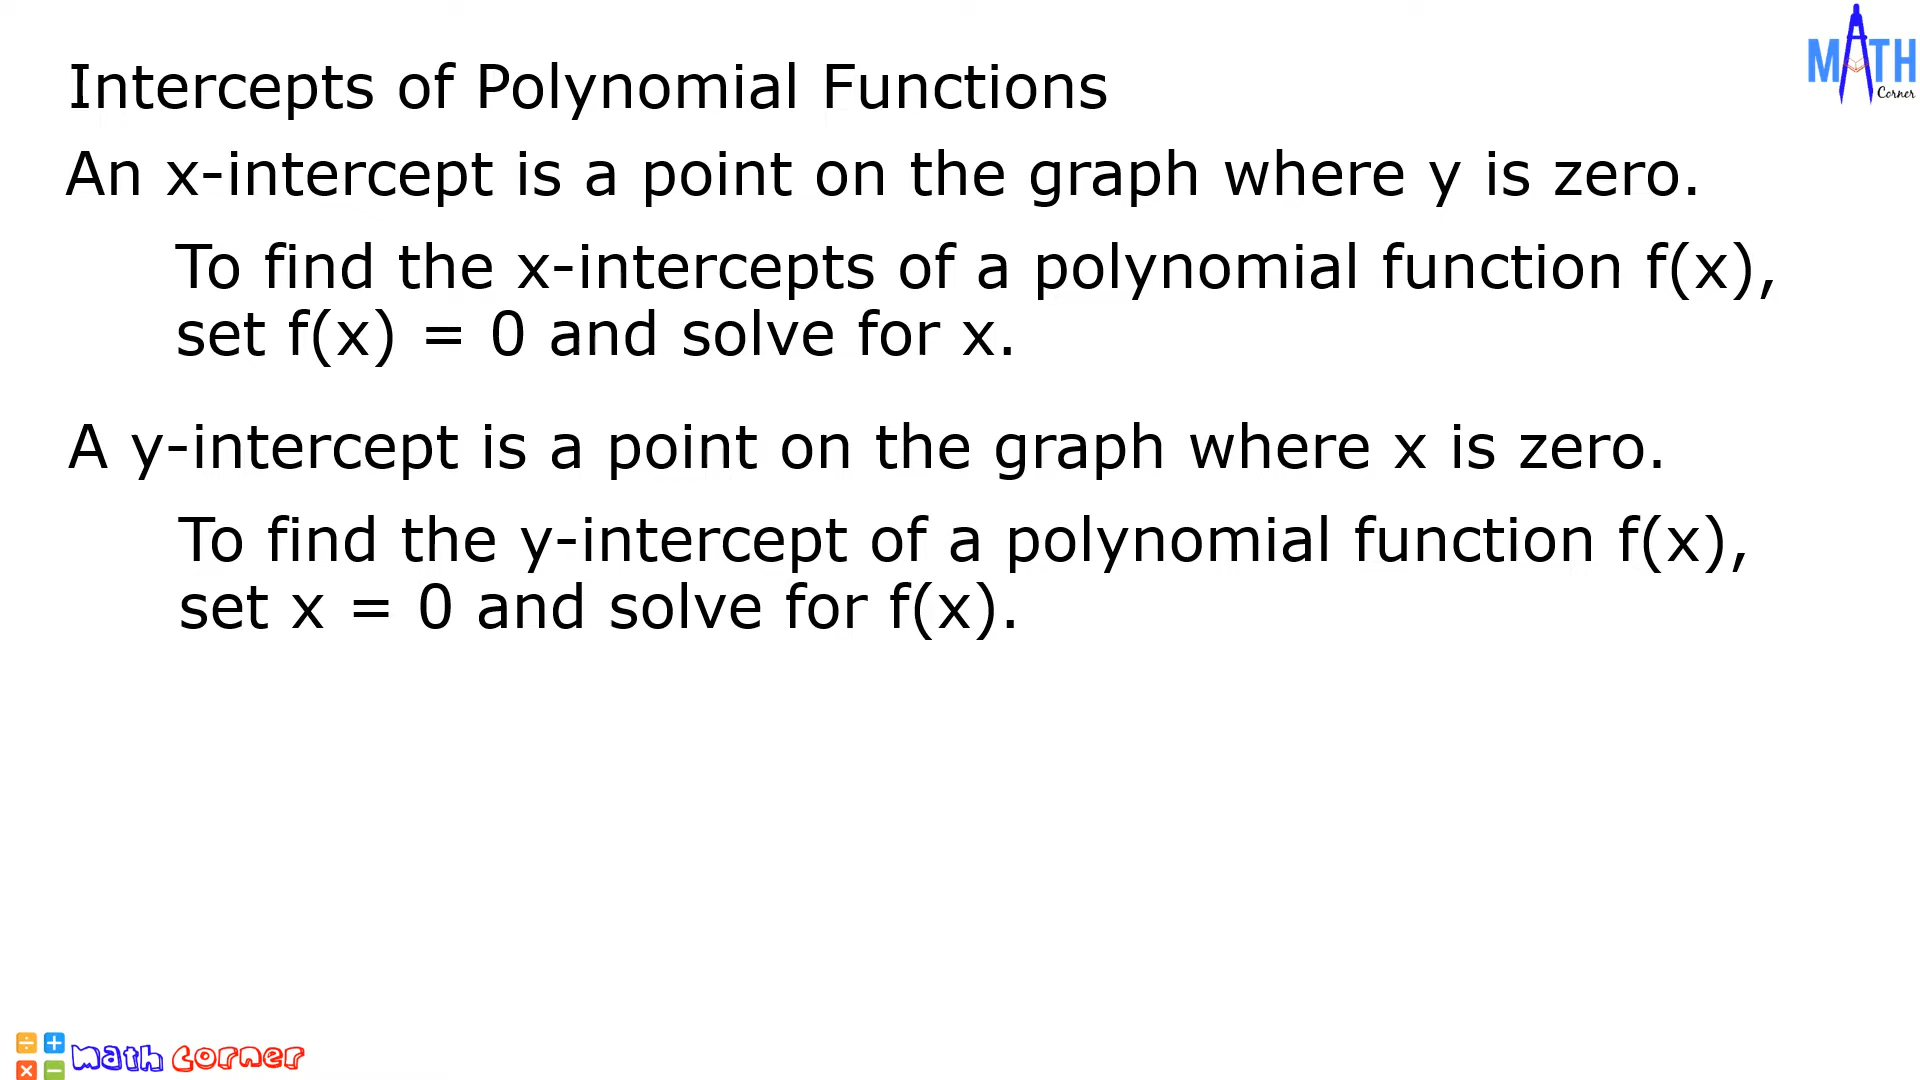 Intercepts of Polynomial Functions
MATH
Corner
An x-intercept is a point on the graph where y is zero.
To find the x-intercepts of a polynomial function f(x),
set f(x) = 0 and solve for x.
A y-intercept is a point on the graph where x is zero.
To find the y-intercept of a polynomial function f(x),
set x = 0 and solve for f(x).
math corner